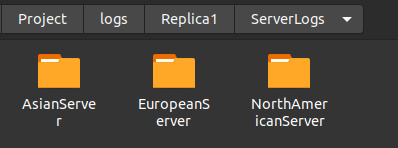 Project logs Replica1 ServerLogs
AsianServe EuropeanS NorthAmer
r erver icanServer